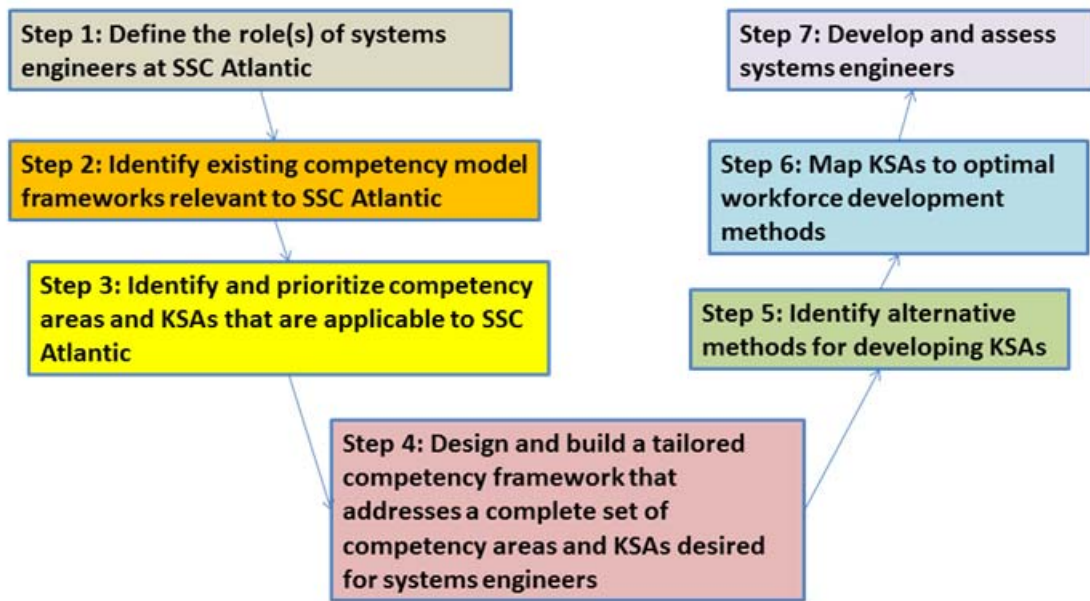 Step 1: Define the role(s) of systems
engineers at SSC Atlantic
Step 2: Identify existing competency model
frameworks relevant to SSC Atlantic
Step 3: Identify and prioritize competency
areas and KSAs that are applicable to SSC
Atlantic
Step 4: Design and build a tailored
competency framework that
addresses a complete set of
competency areas and KSAs desired
for systems engineers
Step 5: Identify alternative
methods for developing KSAs
Step 6: Map KSAs to optimal
workforce development
methods
Step 7: Develop and assess
systems engineers